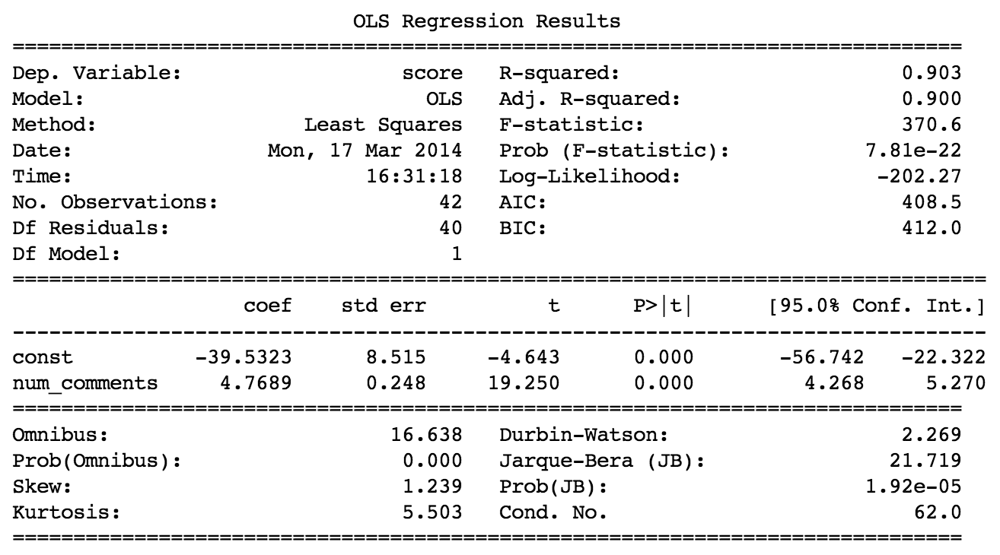 OLS Regression Results
==============================================================================
Dep. Variable:                  score   R-squared:                       0.903
Model:                            OLS   Adj. R-squared:                  0.900
Method:                 Least Squares   F-statistic:                     370.6
Date:                Mon, 17 Mar 2014   Prob (F-statistic):           7.81e-22
Time:                        16:31:18   Log-Likelihood:                -202.27
No. Observations:                  42   AIC:                             408.5
Df Residuals:                      40   BIC:                             412.0
Df Model:                           1
================================================================================
                   coef    std err          t      P>|t|      [95.0% Conf. Int.]
--------------------------------------------------------------------------------
const          -39.5323      8.515     -4.643      0.000       -56.742   -22.322
num_comments     4.7689      0.248     19.250      0.000         4.268     5.270
==============================================================================
Omnibus:                       16.638   Durbin-Watson:                   2.269
Prob(Omnibus):                  0.000   Jarque-Bera (JB):               21.719
Skew:                           1.239   Prob(JB):                     1.92e-05
Kurtosis:                       5.503   Cond. No.                         62.0
==============================================================================